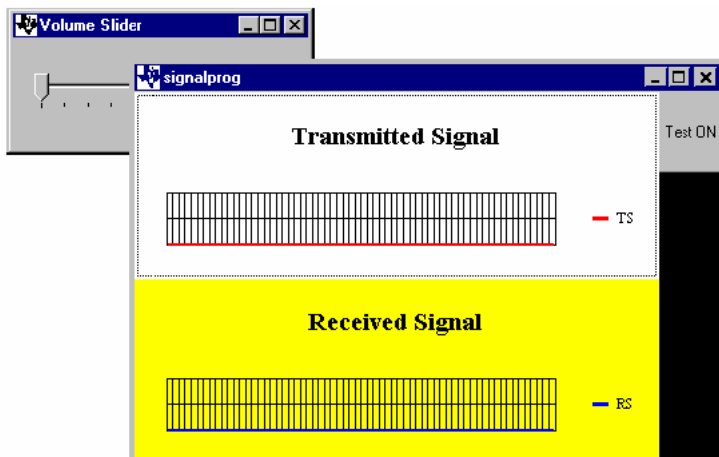 Volume Slider
signalprog
Transmitted Signal
Test ON
TS
Received Signal
RS